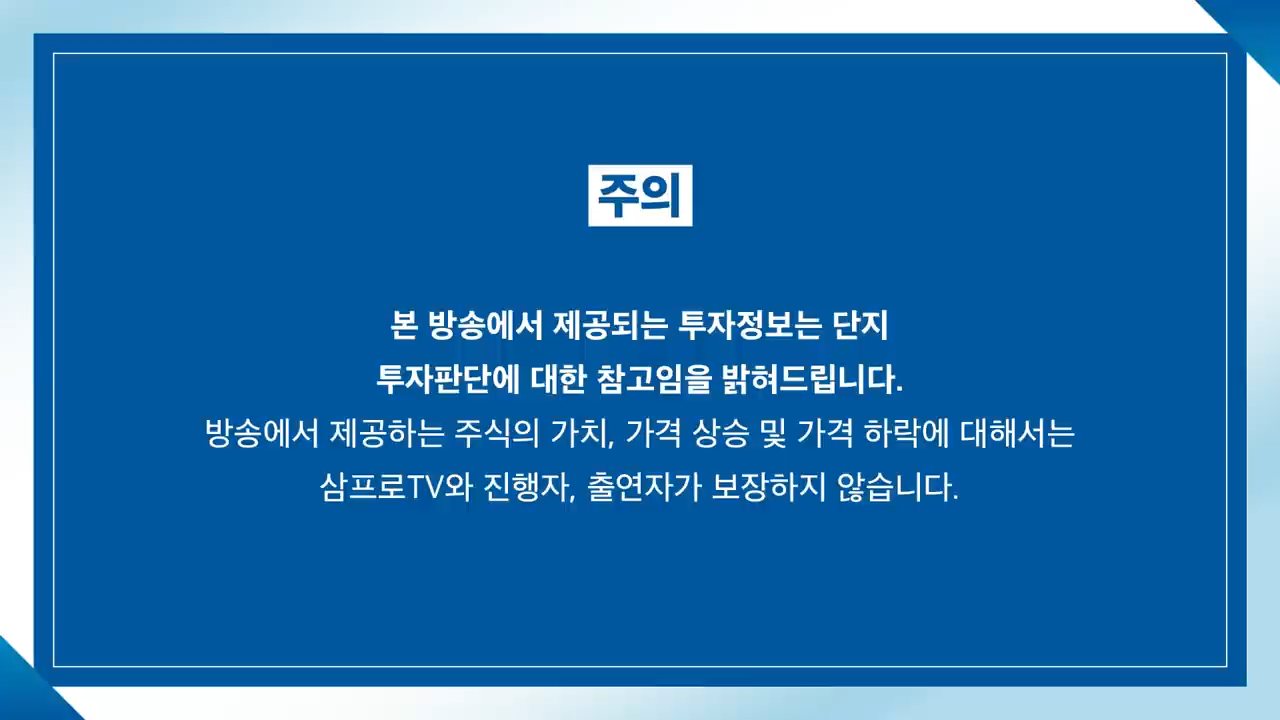 주의
본 방송에서 제공되는 투자정보는 단지
투자판단에 대한 참고임을 밝혀드립니다.
방송에서 제공하는 주식의 가치, 가격 상승 및 가격 하락에 대해서는
삼프로TV와 진행자, 출연자가 보장하지 않습니다.